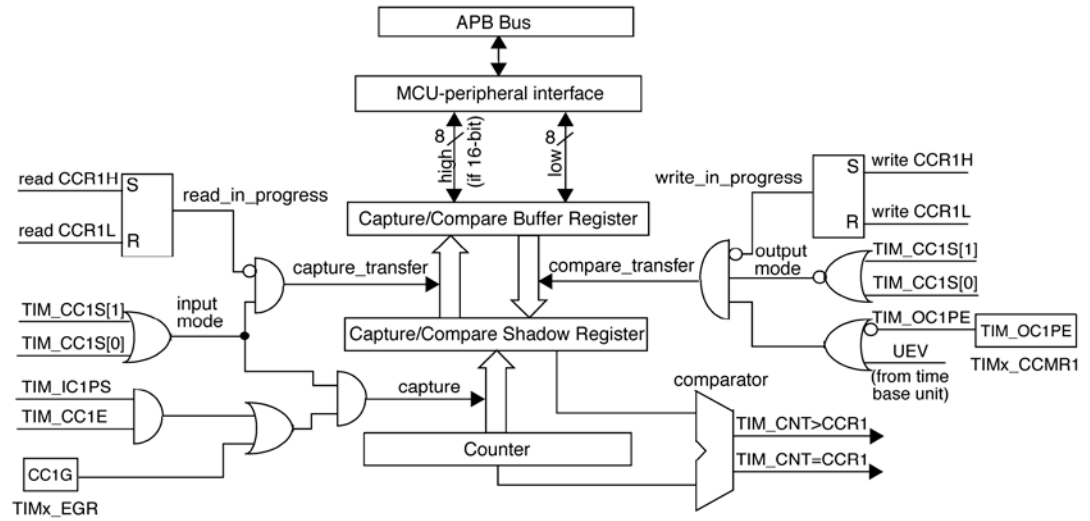 APB Bus
MCU-peripheral interface
8
high
(if 16-bit)
8
low
read CCR1H
S
read_in_progress
read CCR1L
R
write_in_progress
S
write CCR1H
R
write CCR1L
Capture/Compare Buffer Register
capture_transfer
compare_transfer
output
mode
TIM_CC1S[1]
TIM_CC1S[0]
TIM_CC1S[1]
input
mode
TIM_CC1S[0]
Capture/Compare Shadow Register
TIM_OC1PE
TIM_OC1PE
UEV
TIMx_CCMR1
(from time
base unit)
TIM_IC1PS
TIM_CC1E
capture
comparator
Counter
TIM_CNT>CCR1
TIM_CNT=CCR1
CC1G
TIMx_EGR